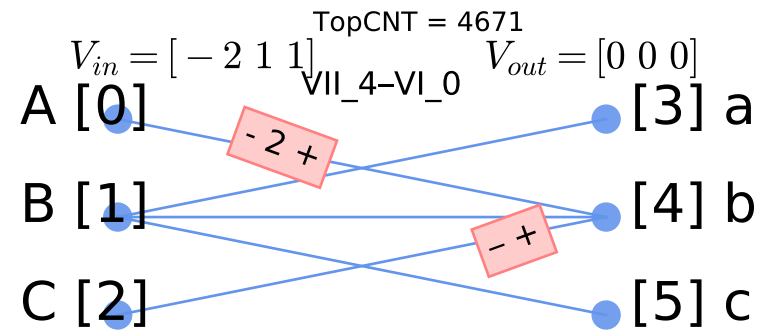 TopCNT = 4671
V_in = [ − 2 1 1]
V_out = [0 0 0]
VII_4–VI_0
A [0]
[3] a
- 2 +
B [1]
[4] b
− +
C [2]
[5] c